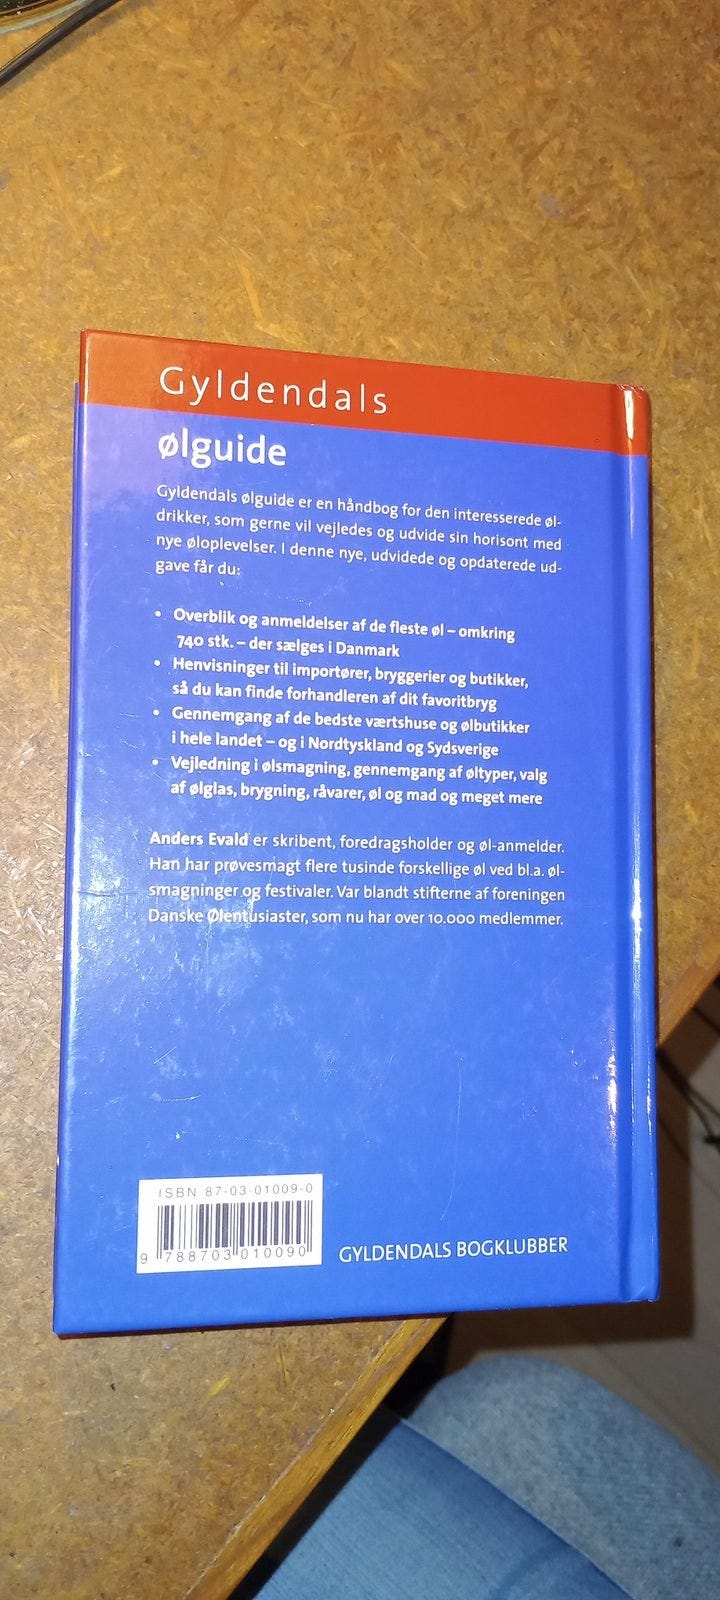 Gyldendals
ølguide
Gyldendals ølguide er en håndbog for den interesserede øl-
drikker, som gerne vil vejledes og udvide sin horisont med
nye øloplevelser. I denne nye, udvidede og opdaterede ud-
gave får du:
• Overblik og anmeldelser af de fleste øl – omkring
740 stk. – der sælges i Danmark
• Henvisninger til importører, bryggerier og butikker,
så du kan finde forhandleren af dit favoritbryg
• Gennemgang af de bedste værtshuse og ølbutikker
i hele landet – og i Nordtyskland og Sydsverige
• Vejledning i ølsmagning, gennemgang af øltyper, valg
af ølglas, brygning, råvarer, øl og mad og meget mere
Anders Evald er skribent, foredragsholder og øl-anmelder.
Han har prøvesmagt flere tusinde forskellige øl ved bl.a. øl-
smagninger og festivaler. Var blandt stifterne af foreningen
Danske Ølentusiaster, som nu har over 10.000 medlemmer.
ISBN 87-03-01009-0
9 788703 010090
GYLDENDALS BOGKLUBBER